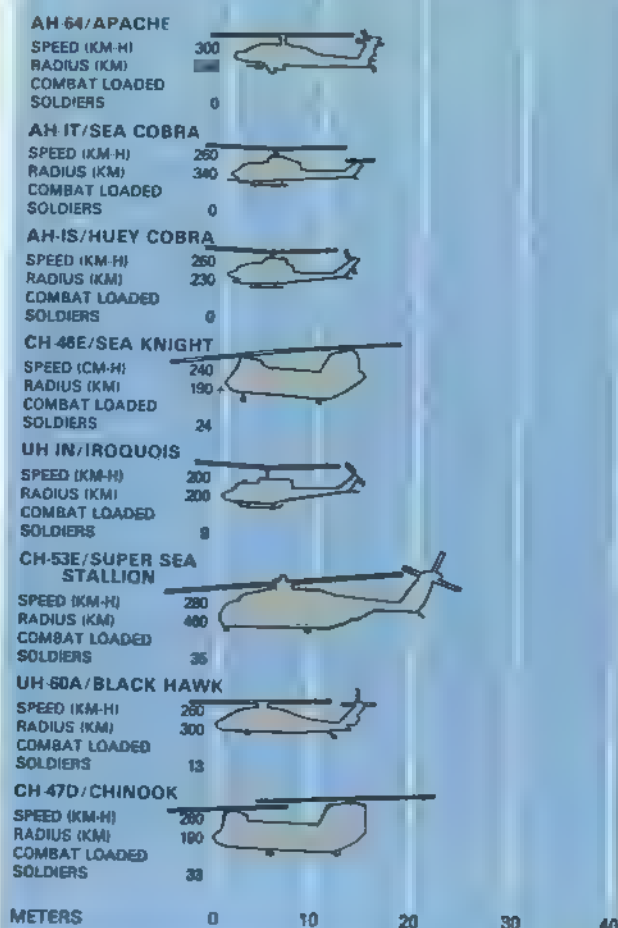 AH-64/APACHE
SPEED (KM-H) 300
RADIUS (KM)
COMBAT LOADED
SOLDIERS 0
AH-IT/SEA COBRA
SPEED (KM-H) 260
RADIUS (KM) 340
COMBAT LOADED
SOLDIERS 0
AH-IS/HUEY COBRA
SPEED (KM-H) 260
RADIUS (KM) 230
COMBAT LOADED
SOLDIERS 0
CH-46E/SEA KNIGHT
SPEED (CM-H) 240
RADIUS (KM) 190
COMBAT LOADED
SOLDIERS 24
UH IN/IROQUOIS
SPEED (KM-H) 200
RADIUS (KM) 200
COMBAT LOADED
SOLDIERS
CH-53E/SUPER SEA
STALLION
SPEED (KM-H) 280
RADIUS (KM)
COMBAT LOADED
SOLDIERS 35
UH-60A/BLACK HAWK
SPEED (KM-H) 260
RADIUS (KM) 300
COMBAT LOADED
SOLDIERS 13
CH-47D/CHINOOK
SPEED (KM-H) 260
RADIUS (KM) 190
COMBAT LOADED
SOLDIERS 33
METERS 0 10 20 30 40